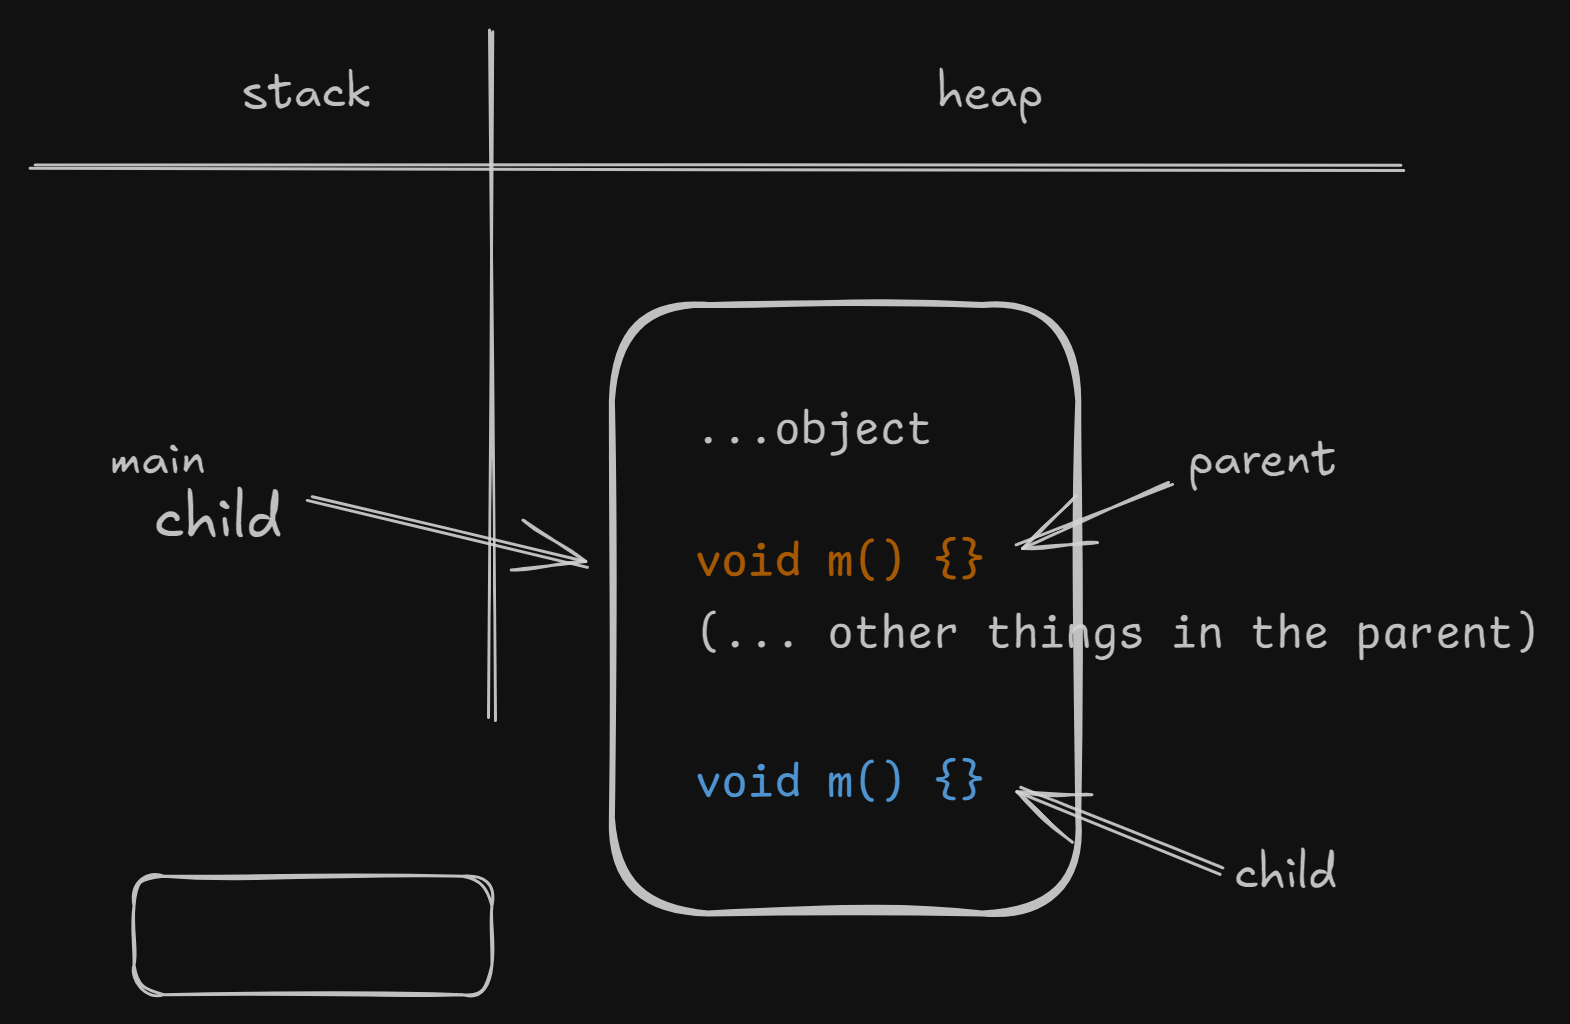 stack
heap
main
child
...object
void m() {}
(... other things in the parent)
void m() {}
parent
child